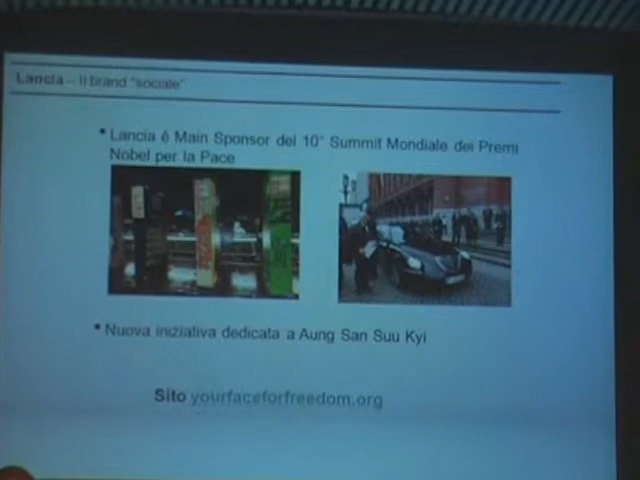 Lancia – Il brand "sociale"
• Lancia é Main Sponsor del 10° Summit Mondiale dei Premi
Nobel per la Pace
• Nuova iniziativa dedicata a Aung San Suu Kyi
Sito yourfaceforfreedom.org